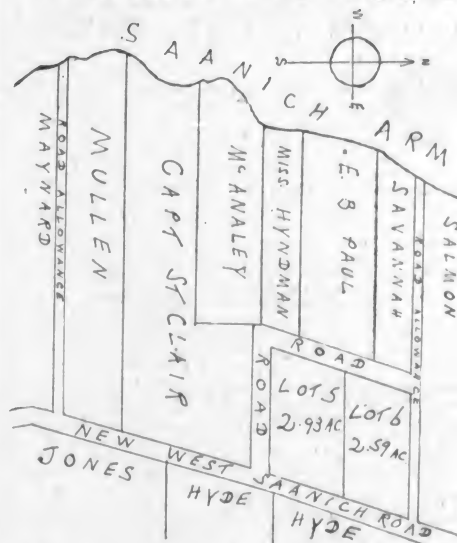 SAANICH ARM
W
S
N
E
MAYNARD
ROAD ALLOWANCE
MULLEN
CAPT ST CLAIR
McANALEY
MISS HYNDMAN
E B PAUL
SAVANNAH
ROAD ALLOWANCE
SALMON
ROAD
ROAD
LOT 5
2.93 AC
LOT 6
2.59 AC
NEW WEST SAANICH ROAD
JONES
HYDE
HYDE